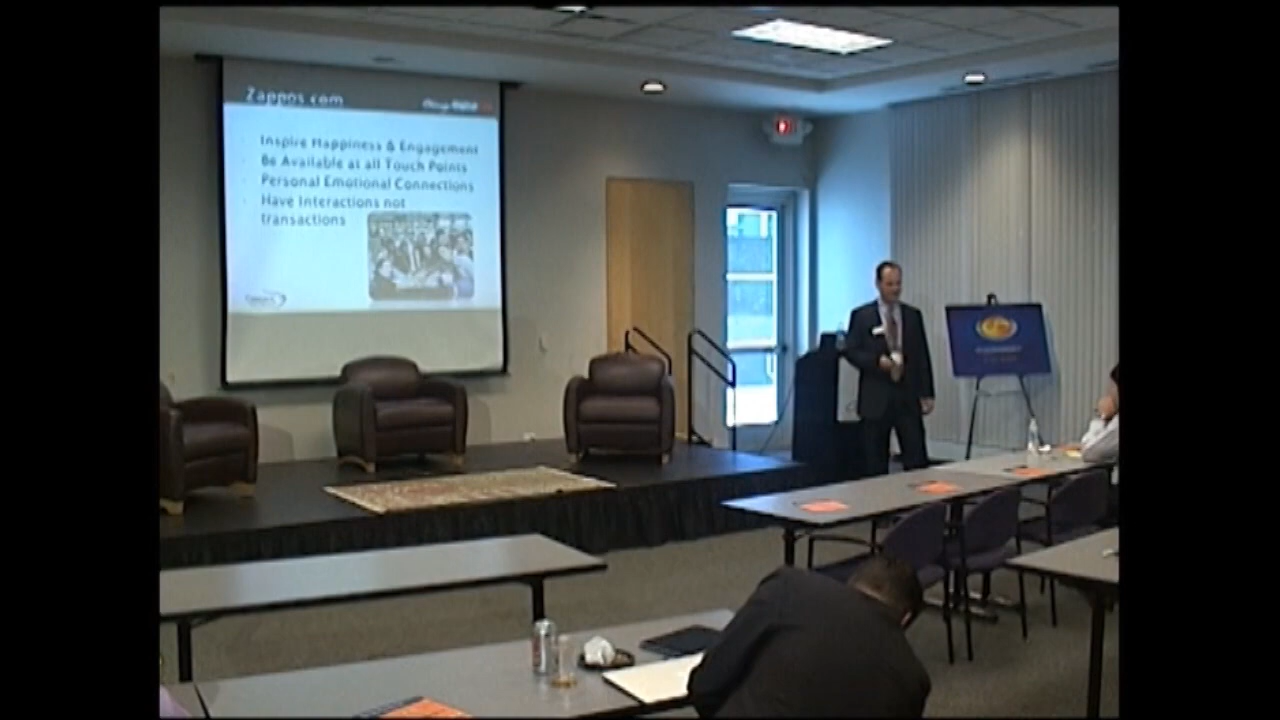 Zappos.com
Inspire Happiness & Engagement
Be Available at all Touch Points
Personal Emotional Connections
Have Interactions not
transactions